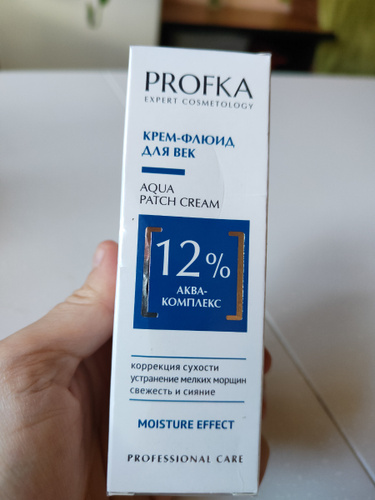 PROFKA
EXPERT COSMETOLOGY
КРЕМ-ФЛЮИД
ДЛЯ ВЕК
AQUA
PATCH CREAM
12%
АКВА-
КОМПЛЕКС
коррекция сухости
устранение мелких морщин
свежесть и сияние
MOISTURE EFFECT
PROFESSIONAL CARE